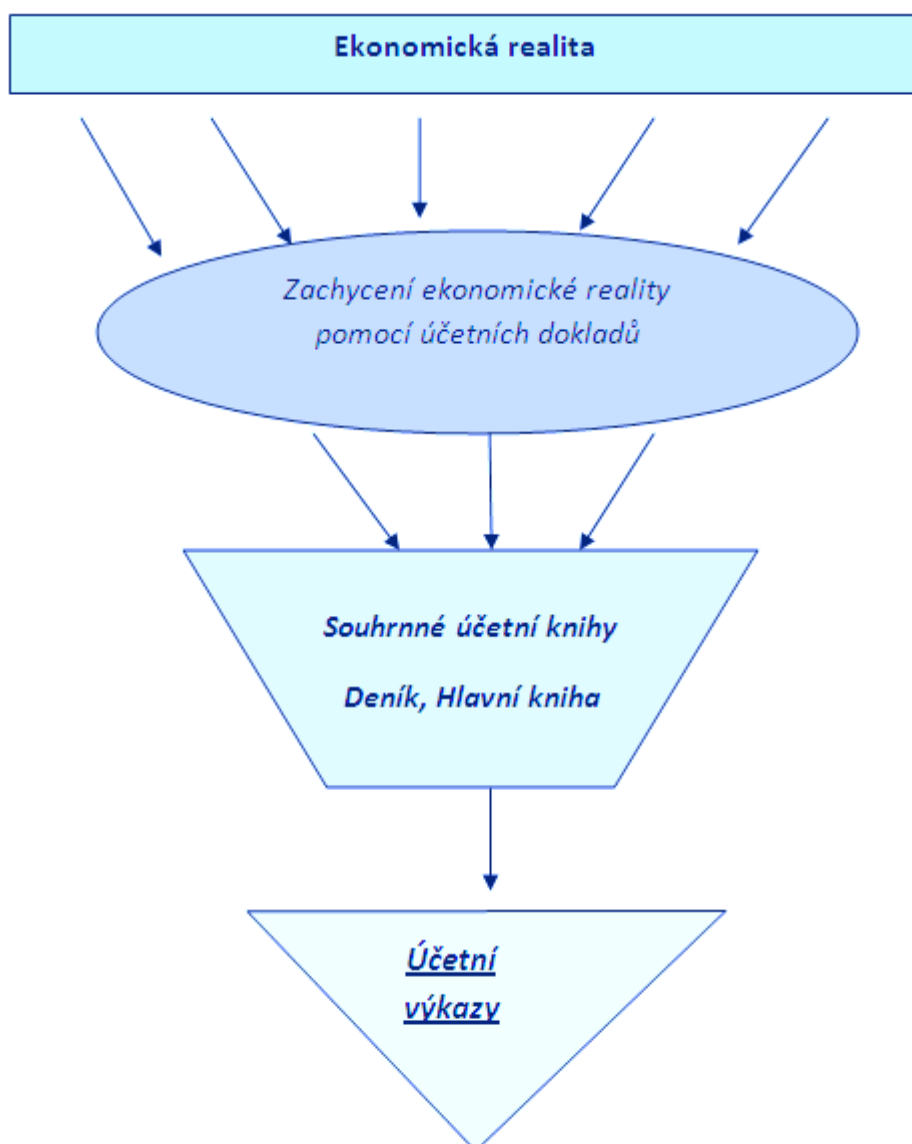 Ekonomická realita
Zachycení ekonomické reality
pomocí účetních dokladů
Souhrnné účetní knihy
Deník, Hlavní kniha
Účetní
výkazy